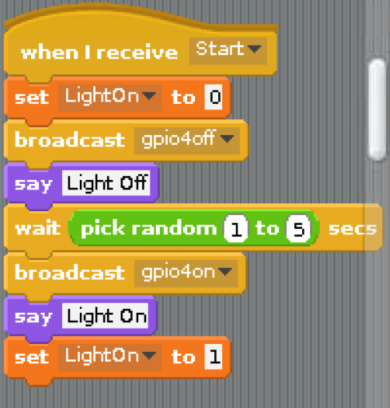 when I receive Start
set LightOn to 0
broadcast gpio4off
say Light Off
wait pick random 1 to 5 secs
broadcast gpio4on
say Light On
set LightOn to 1